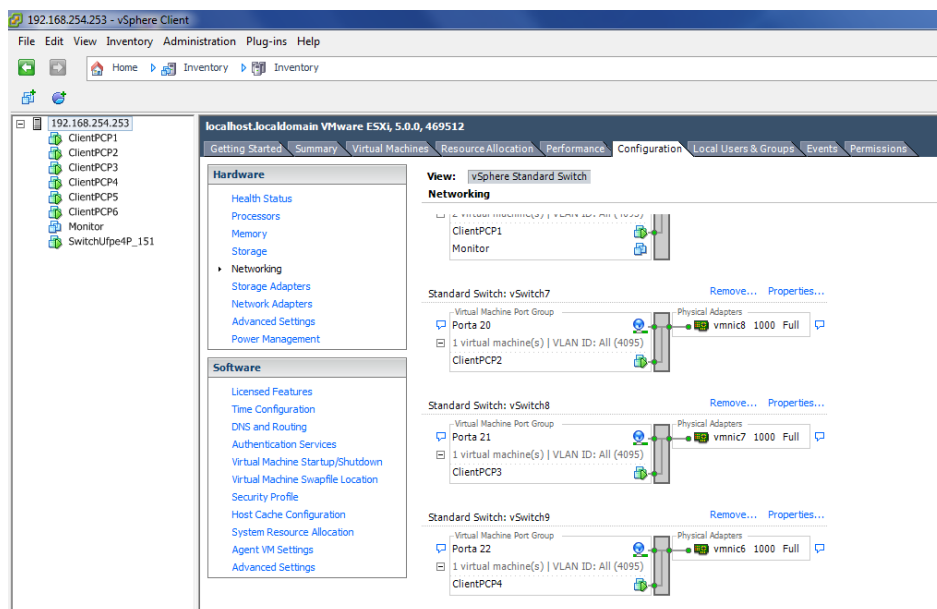 192.168.254.253 - vSphere Client
File Edit View Inventory Administration Plug-ins Help
Home Inventory Inventory
192.168.254.253
ClientPCP1
ClientPCP2
ClientPCP3
ClientPCP4
ClientPCP5
ClientPCP6
Monitor
SwitchUfpe4P_151
localhost.localdomain VMware ESXi, 5.0.0, 469512
Getting Started Summary Virtual Machines Resource Allocation Performance Configuration Local Users & Groups Events Permissions
Hardware
Health Status
Processors
Memory
Storage
Networking
Storage Adapters
Network Adapters
Advanced Settings
Power Management
Software
Licensed Features
Time Configuration
DNS and Routing
Authentication Services
Virtual Machine Startup/Shutdown
Virtual Machine Swapfile Location
Security Profile
Host Cache Configuration
System Resource Allocation
Agent VM Settings
Advanced Settings
View: vSphere Standard Switch
Networking
2 virtual machine(s) | VLAN ID: All (4095)
ClientPCP1
Monitor
Standard Switch: vSwitch7 Remove... Properties...
Virtual Machine Port Group Physical Adapters
Porta 20 vmnic8 1000 Full
1 virtual machine(s) | VLAN ID: All (4095)
ClientPCP2
Standard Switch: vSwitch8 Remove... Properties...
Virtual Machine Port Group Physical Adapters
Porta 21 vmnic7 1000 Full
1 virtual machine(s) | VLAN ID: All (4095)
ClientPCP3
Standard Switch: vSwitch9 Remove... Properties...
Virtual Machine Port Group Physical Adapters
Porta 22 vmnic6 1000 Full
1 virtual machine(s) | VLAN ID: All (4095)
ClientPCP4